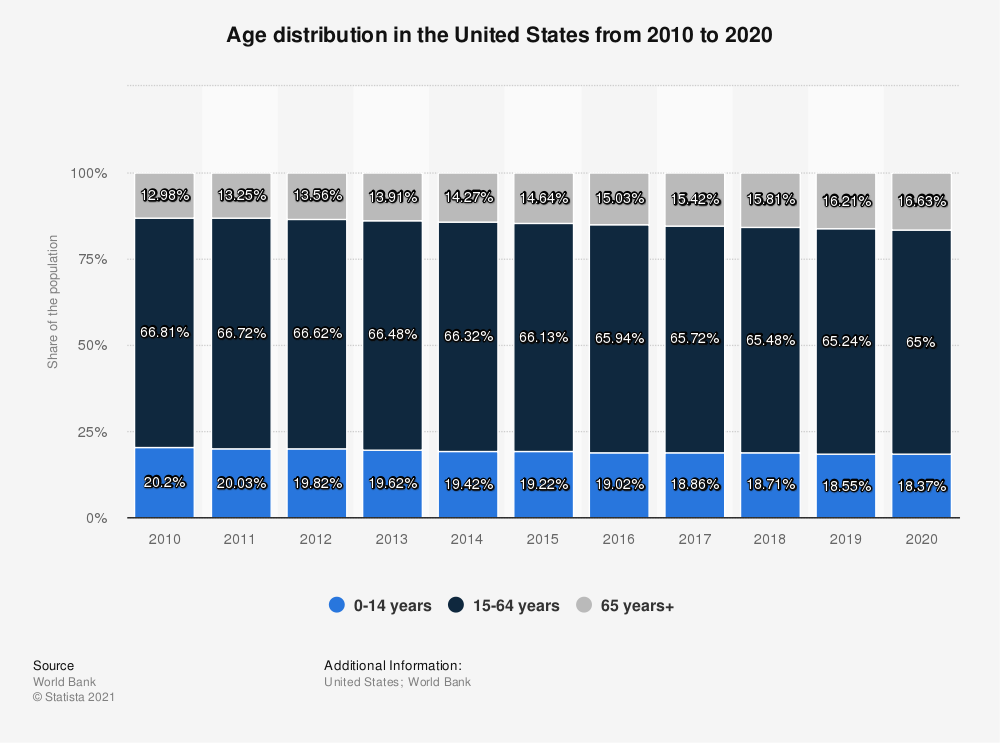 Age distribution in the United States from 2010 to 2020
Share of the population
100%
75%
50%
25%
0%
12.98% 13.25% 13.56% 13.91% 14.27% 14.64% 15.03% 15.42% 15.81% 16.21% 16.63%
66.81% 66.72% 66.62% 66.48% 66.32% 66.13% 65.94% 65.72% 65.48% 65.24% 65%
20.2% 20.03% 19.82% 19.62% 19.42% 19.22% 19.02% 18.86% 18.71% 18.55% 18.37%
2010 2011 2012 2013 2014 2015 2016 2017 2018 2019 2020
0-14 years 15-64 years 65 years+
Source
World Bank
© Statista 2021
Additional Information:
United States; World Bank